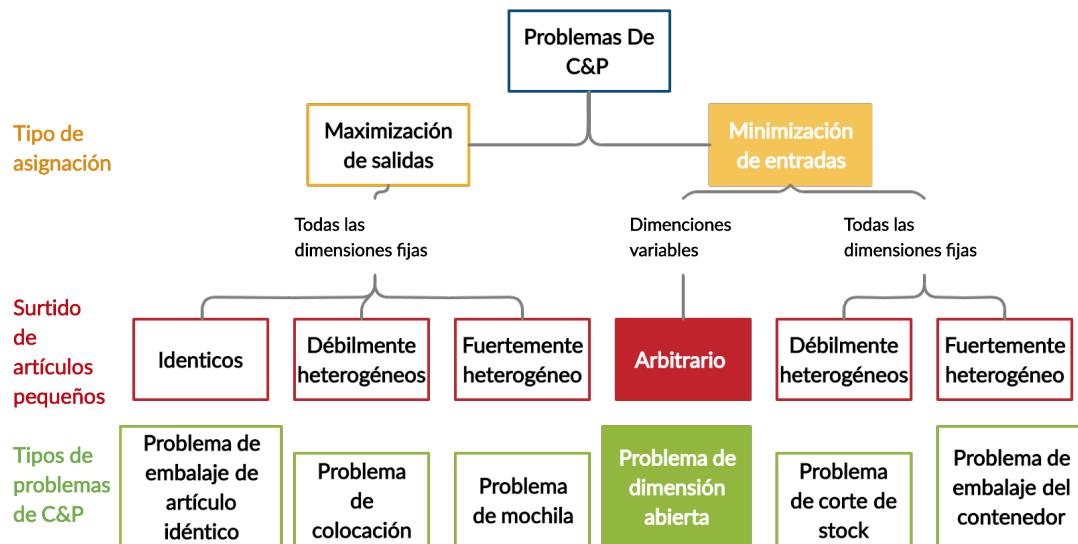 Problemas De
C&P
Tipo de
asignación
Maximización
de salidas
Minimización
de entradas
Todas las
dimensiones fijas
Dimenciones
variables
Todas las
dimensiones fijas
Surtido
de
artículos
pequeños
Identicos
Débilmente
heterogéneos
Fuertemente
heterogéneo
Arbitrario
Débilmente
heterogéneos
Fuertemente
heterogéneo
Tipos de
problemas
de C&P
Problema de
embalaje de
artículo
idéntico
Problema
de
colocación
Problema
de mochila
Problema de
dimensión
abierta
Problema
de corte de
stock
Problema de
embalaje del
contenedor